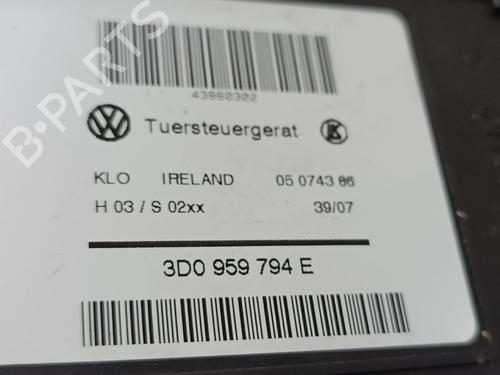 43860302
Tuersteuergerat
KLO IRELAND 05 0743 86
H 03 / S 02xx 39/07
3D0 959 794 E
B-PARTS